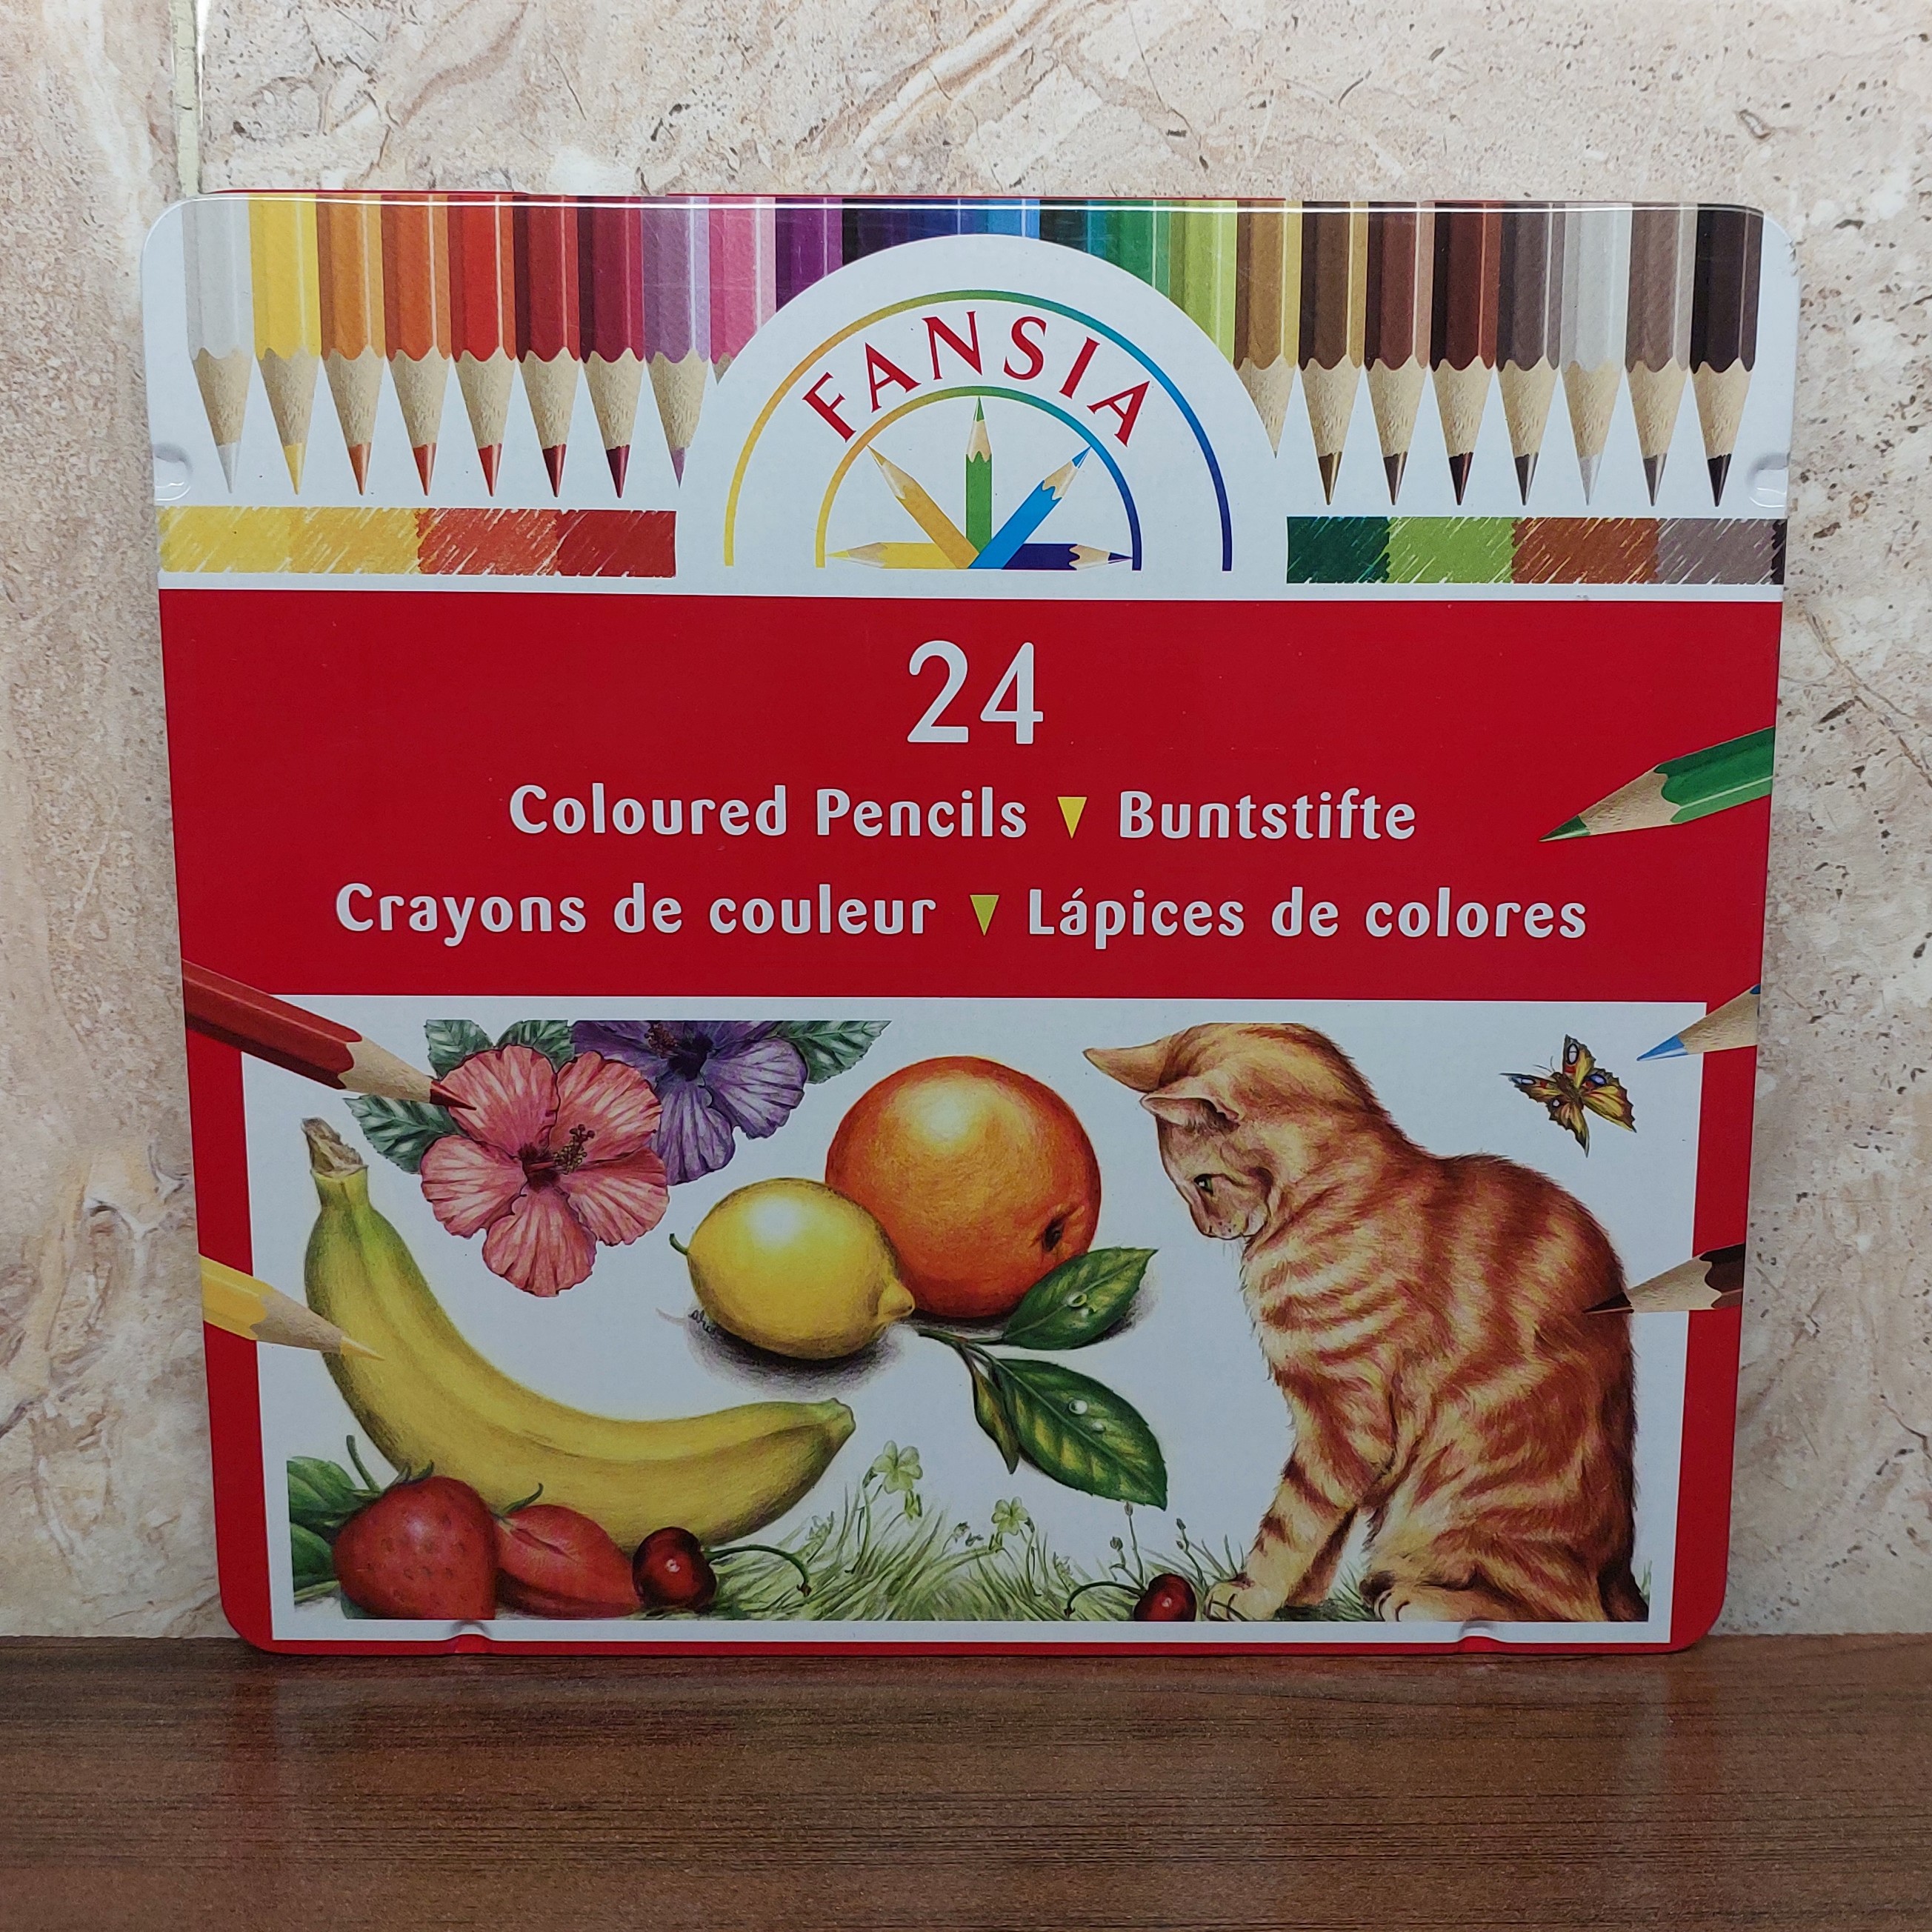 FANSIA
24
Coloured Pencils Buntstifte
Crayons de couleur Lápices de colores